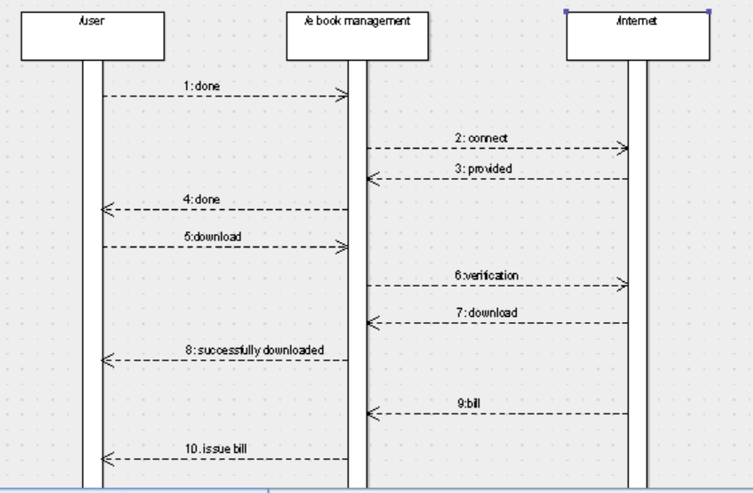 /user
/e book management
/internet
1: done
2: connect
3: provided
4: done
5:download
6:verification
7: download
8: successfully downloaded
9:bill
10. issue bill